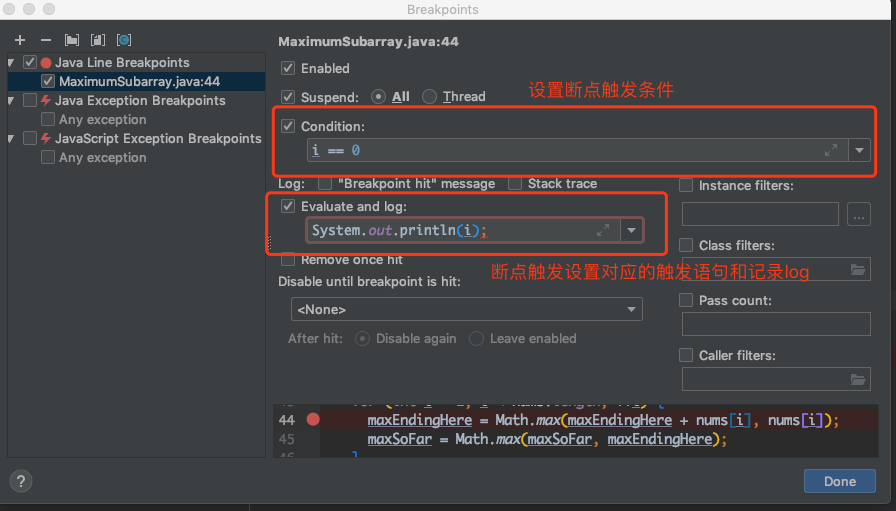 Breakpoints
Java Line Breakpoints
MaximumSubarray.java:44
Java Exception Breakpoints
Any exception
JavaScript Exception Breakpoints
Any exception
MaximumSubarray.java:44
Enabled
Suspend: All Thread
设置断点触发条件
Condition:
i == 0
Log: "Breakpoint hit" message Stack trace
Instance filters:
Evaluate and log:
System.out.println(i);
...
Class filters:
Remove once hit
断点触发设置对应的触发语句和记录log
Disable until breakpoint is hit:
<None>
Pass count:
After hit: Disable again Leave enabled
Caller filters:
44 maxEndingHere = Math.max(maxEndingHere + nums[i], nums[i]);
45 maxSoFar = Math.max(maxSoFar, maxEndingHere);
46 }
?
Done